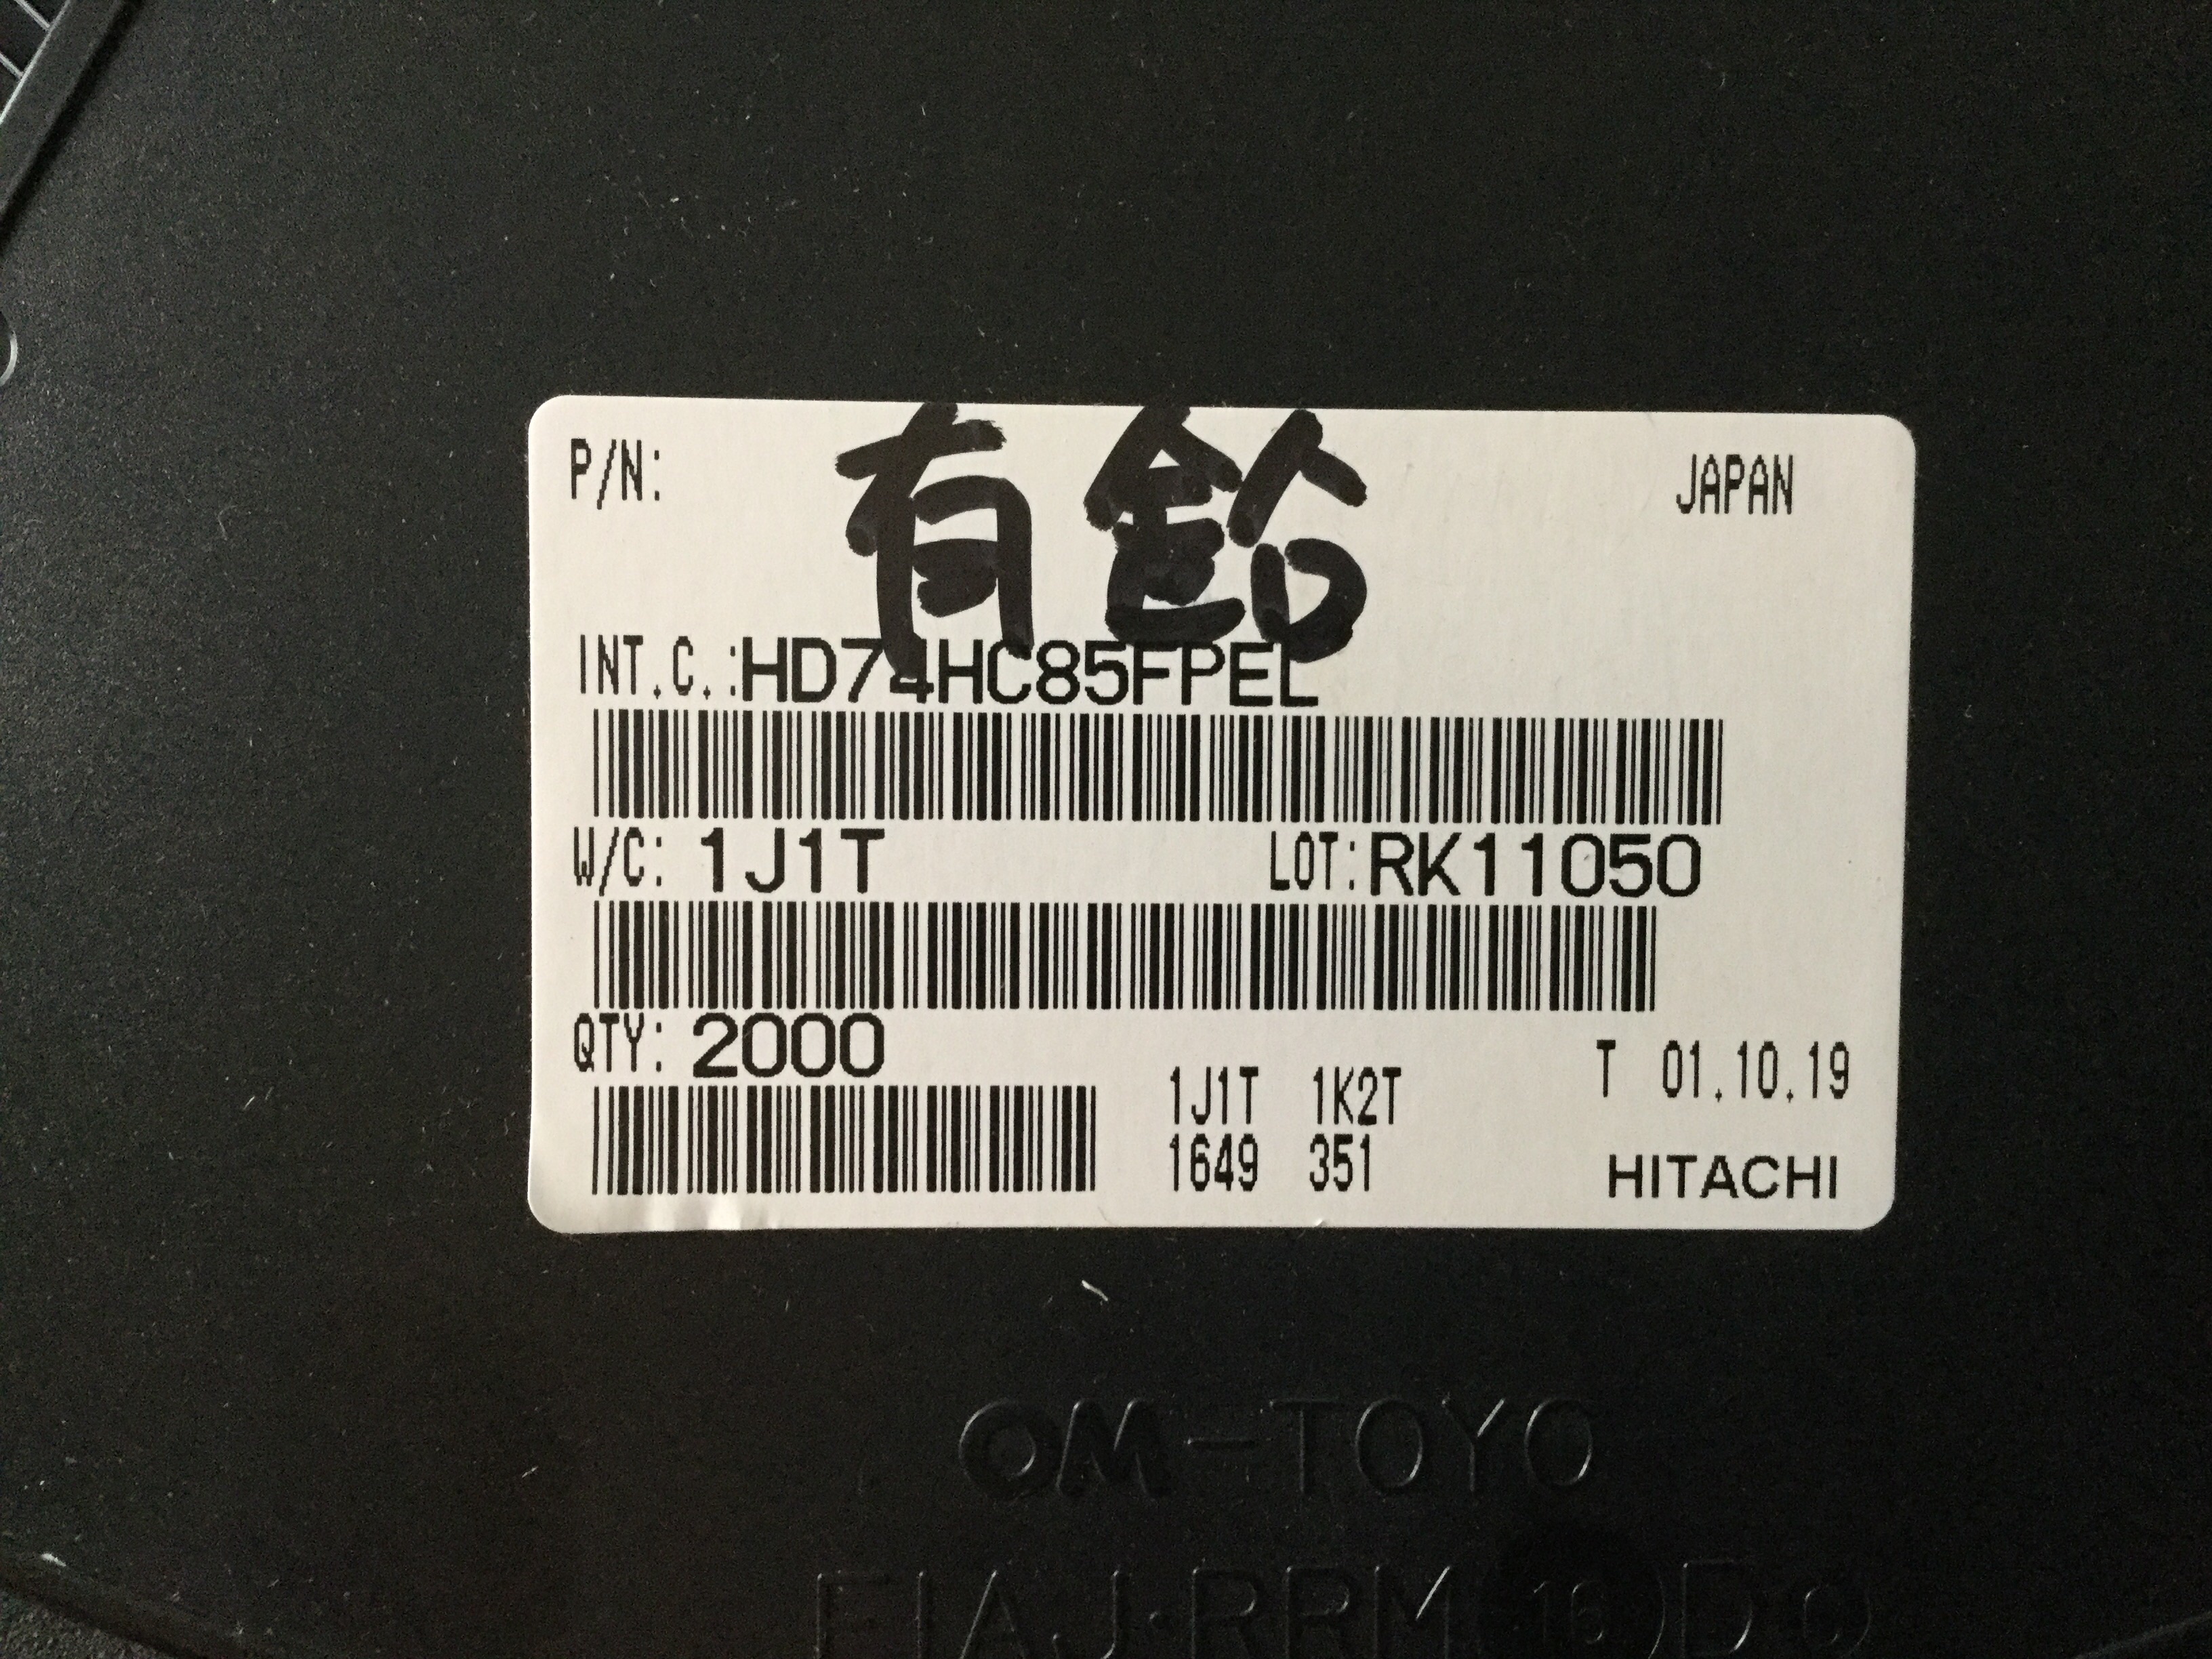 有鉛
P/N: JAPAN
INT.C.:HD74HC85FPEL
W/C: 1J1T LOT:RK11050
QTY: 2000
T 01.10.19
1J1T 1K2T
1649 351
HITACHI
OM-TOYO
EIAJ·RRM 16 D